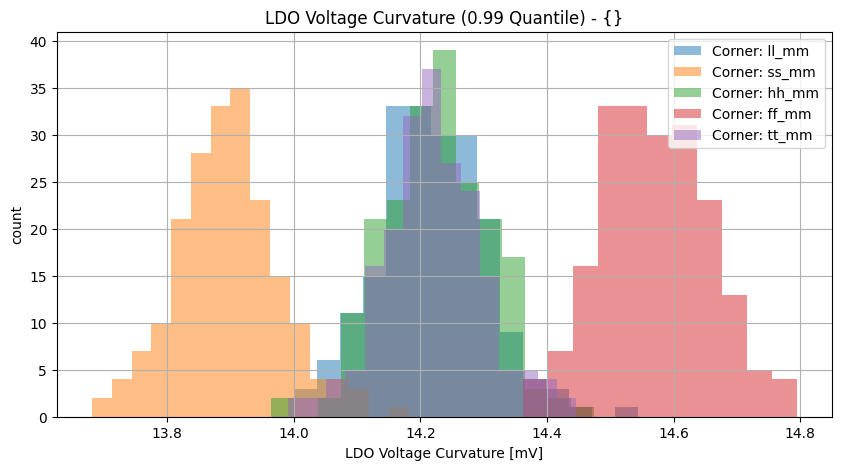 LDO Voltage Curvature (0.99 Quantile) - {}
Corner: ll_mm
Corner: ss_mm
Corner: hh_mm
Corner: ff_mm
Corner: tt_mm
count
40
35
30
25
20
15
10
5
0
13.8
14.0
14.2
14.4
14.6
14.8
LDO Voltage Curvature [mV]